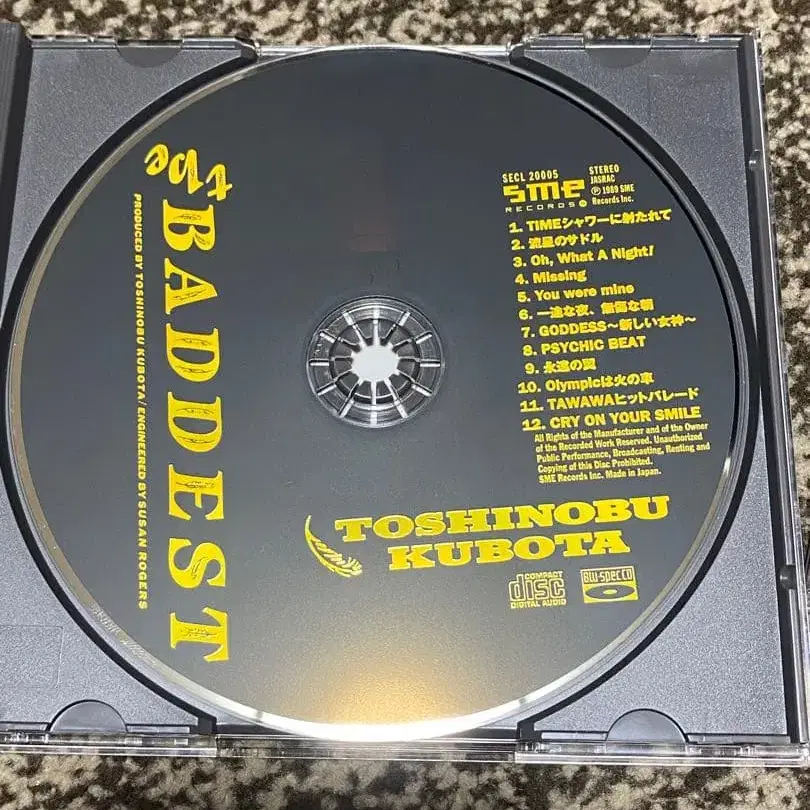 the BADDEST
PRODUCED BY TOSHINOBU KUBOTA/ENGINEERED BY SUSAN ROGERS
SECL 20005
STEREO
JASRAC
sme
RECORDS
Ⓟ 1989 SME
Records Inc.
1. TIMEシャワーに射たれて
2. 流星のサドル
3. Oh, What A Night!
4. Missing
5. You were mine
6. 一途な夜、無傷な朝
7. GODDESS〜新しい女神〜
8. PSYCHIC BEAT
9. 永遠の翼
10. Olympicは火の車
11. TAWAWAヒットパレード
12. CRY ON YOUR SMILE
All Rights of the Manufacturer and of the Owner
of the Recorded Work Reserved. Unauthorized
Public Performance, Broadcasting, Renting and
Copying of this Disc Prohibited.
SME Records Inc. Made in Japan.
TOSHINOBU
KUBOTA
COMPACT
disc
DIGITAL AUDIO
Blu-specCD